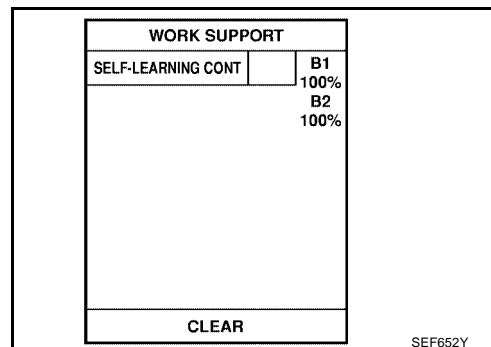 WORK SUPPORT
SELF-LEARNING CONT B1
100%
B2
100%
CLEAR
SEF652Y